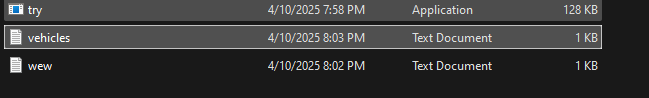 try 4/10/2025 7:58 PM Application 128 KB
vehicles 4/10/2025 8:03 PM Text Document 1 KB
wew 4/10/2025 8:02 PM Text Document 1 KB